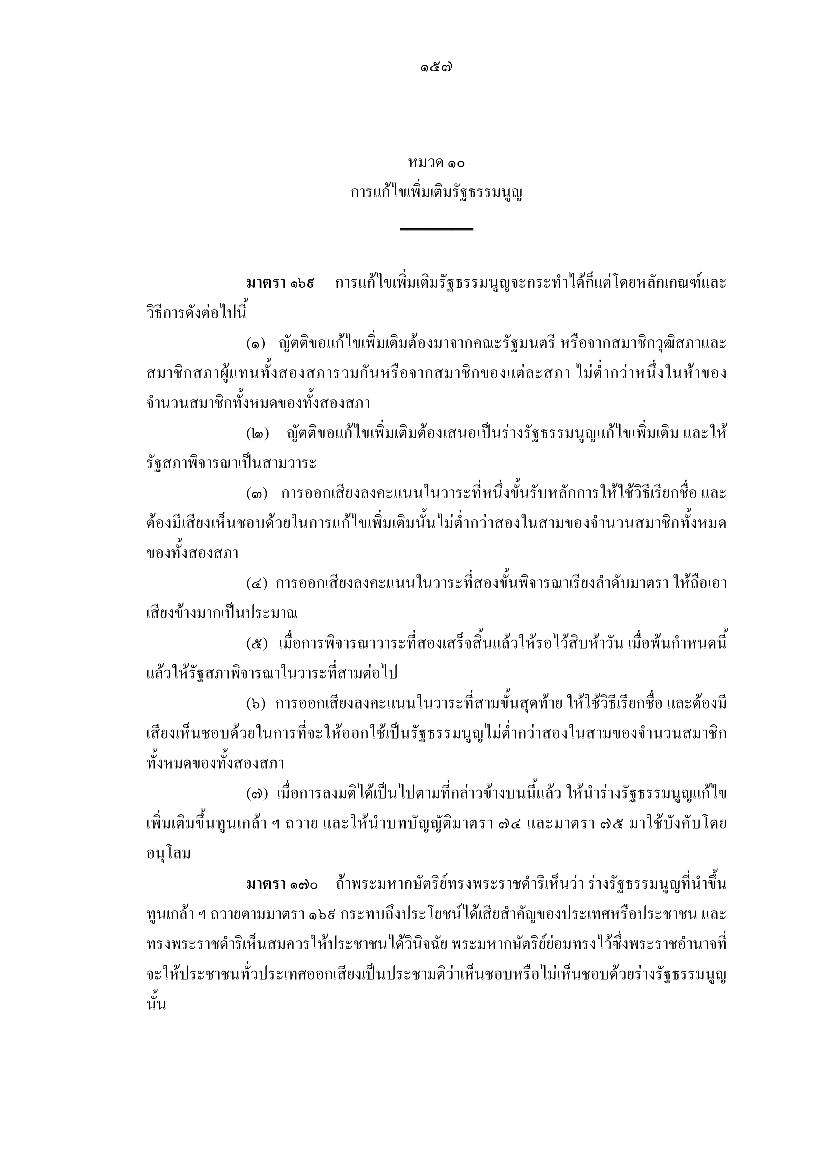 ๑๕๗
หมวด ๑๐
การแก้ไขเพิ่มเติมรัฐธรรมนูญ
มาตรา ๑๖๙ การแก้ไขเพิ่มเติมรัฐธรรมนูญจะกระทำได้ก็แต่โดยหลักเกณฑ์และ
วิธีการดังต่อไปนี้
(๑) ญัตติขอแก้ไขเพิ่มเติมต้องมาจากคณะรัฐมนตรี หรือจากสมาชิกวุฒิสภาและ
สมาชิกสภาผู้แทนทั้งสองสภารวมกันหรือจากสมาชิกของแต่ละสภา ไม่ต่ำกว่าหนึ่งในห้าของ
จำนวนสมาชิกทั้งหมดของทั้งสองสภา
(๒) ญัตติขอแก้ไขเพิ่มเติมต้องเสนอเป็นร่างรัฐธรรมนูญแก้ไขเพิ่มเติม และให้
รัฐสภาพิจารณาเป็นสามวาระ
(๓) การออกเสียงลงคะแนนในวาระที่หนึ่งขั้นรับหลักการให้ใช้วิธีเรียกชื่อ และ
ต้องมีเสียงเห็นชอบด้วยในการแก้ไขเพิ่มเติมนั้นไม่ต่ำกว่าสองในสามของจำนวนสมาชิกทั้งหมด
ของทั้งสองสภา
(๔) การออกเสียงลงคะแนนในวาระที่สองขั้นพิจารณาเรียงลำดับมาตรา ให้ถือเอา
เสียงข้างมากเป็นประมาณ
(๕) เมื่อการพิจารณาวาระที่สองเสร็จสิ้นแล้วให้รอไว้สิบห้าวัน เมื่อพ้นกำหนดนี้
แล้วให้รัฐสภาพิจารณาในวาระที่สามต่อไป
(๖) การออกเสียงลงคะแนนในวาระที่สามขั้นสุดท้าย ให้ใช้วิธีเรียกชื่อ และต้องมี
เสียงเห็นชอบด้วยในการที่จะให้ออกใช้เป็นรัฐธรรมนูญไม่ต่ำกว่าสองในสามของจำนวนสมาชิก
ทั้งหมดของทั้งสองสภา
(๗) เมื่อการลงมติได้เป็นไปตามที่กล่าวข้างบนนี้แล้ว ให้นำร่างรัฐธรรมนูญแก้ไข
เพิ่มเติมขึ้นทูนเกล้า ฯ ถวาย และให้นำบทบัญญัติมาตรา ๗๔ และมาตรา ๗๕ มาใช้บังคับโดย
อนุโลม
มาตรา ๑๗๐ ถ้าพระมหากษัตริย์ทรงพระราชดำริเห็นว่า ร่างรัฐธรรมนูญที่นำขึ้น
ทูนเกล้า ฯ ถวายตามมาตรา ๑๖๙ กระทบถึงประโยชน์ได้เสียสำคัญของประเทศหรือประชาชน และ
ทรงพระราชดำริเห็นสมควรให้ประชาชนได้วินิจฉัย พระมหากษัตริย์ย่อมทรงไว้ซึ่งพระราชอำนาจที่
จะให้ประชาชนทั่วประเทศออกเสียงเป็นประชามติว่าเห็นชอบหรือไม่เห็นชอบด้วยร่างรัฐธรรมนูญ
นั้น